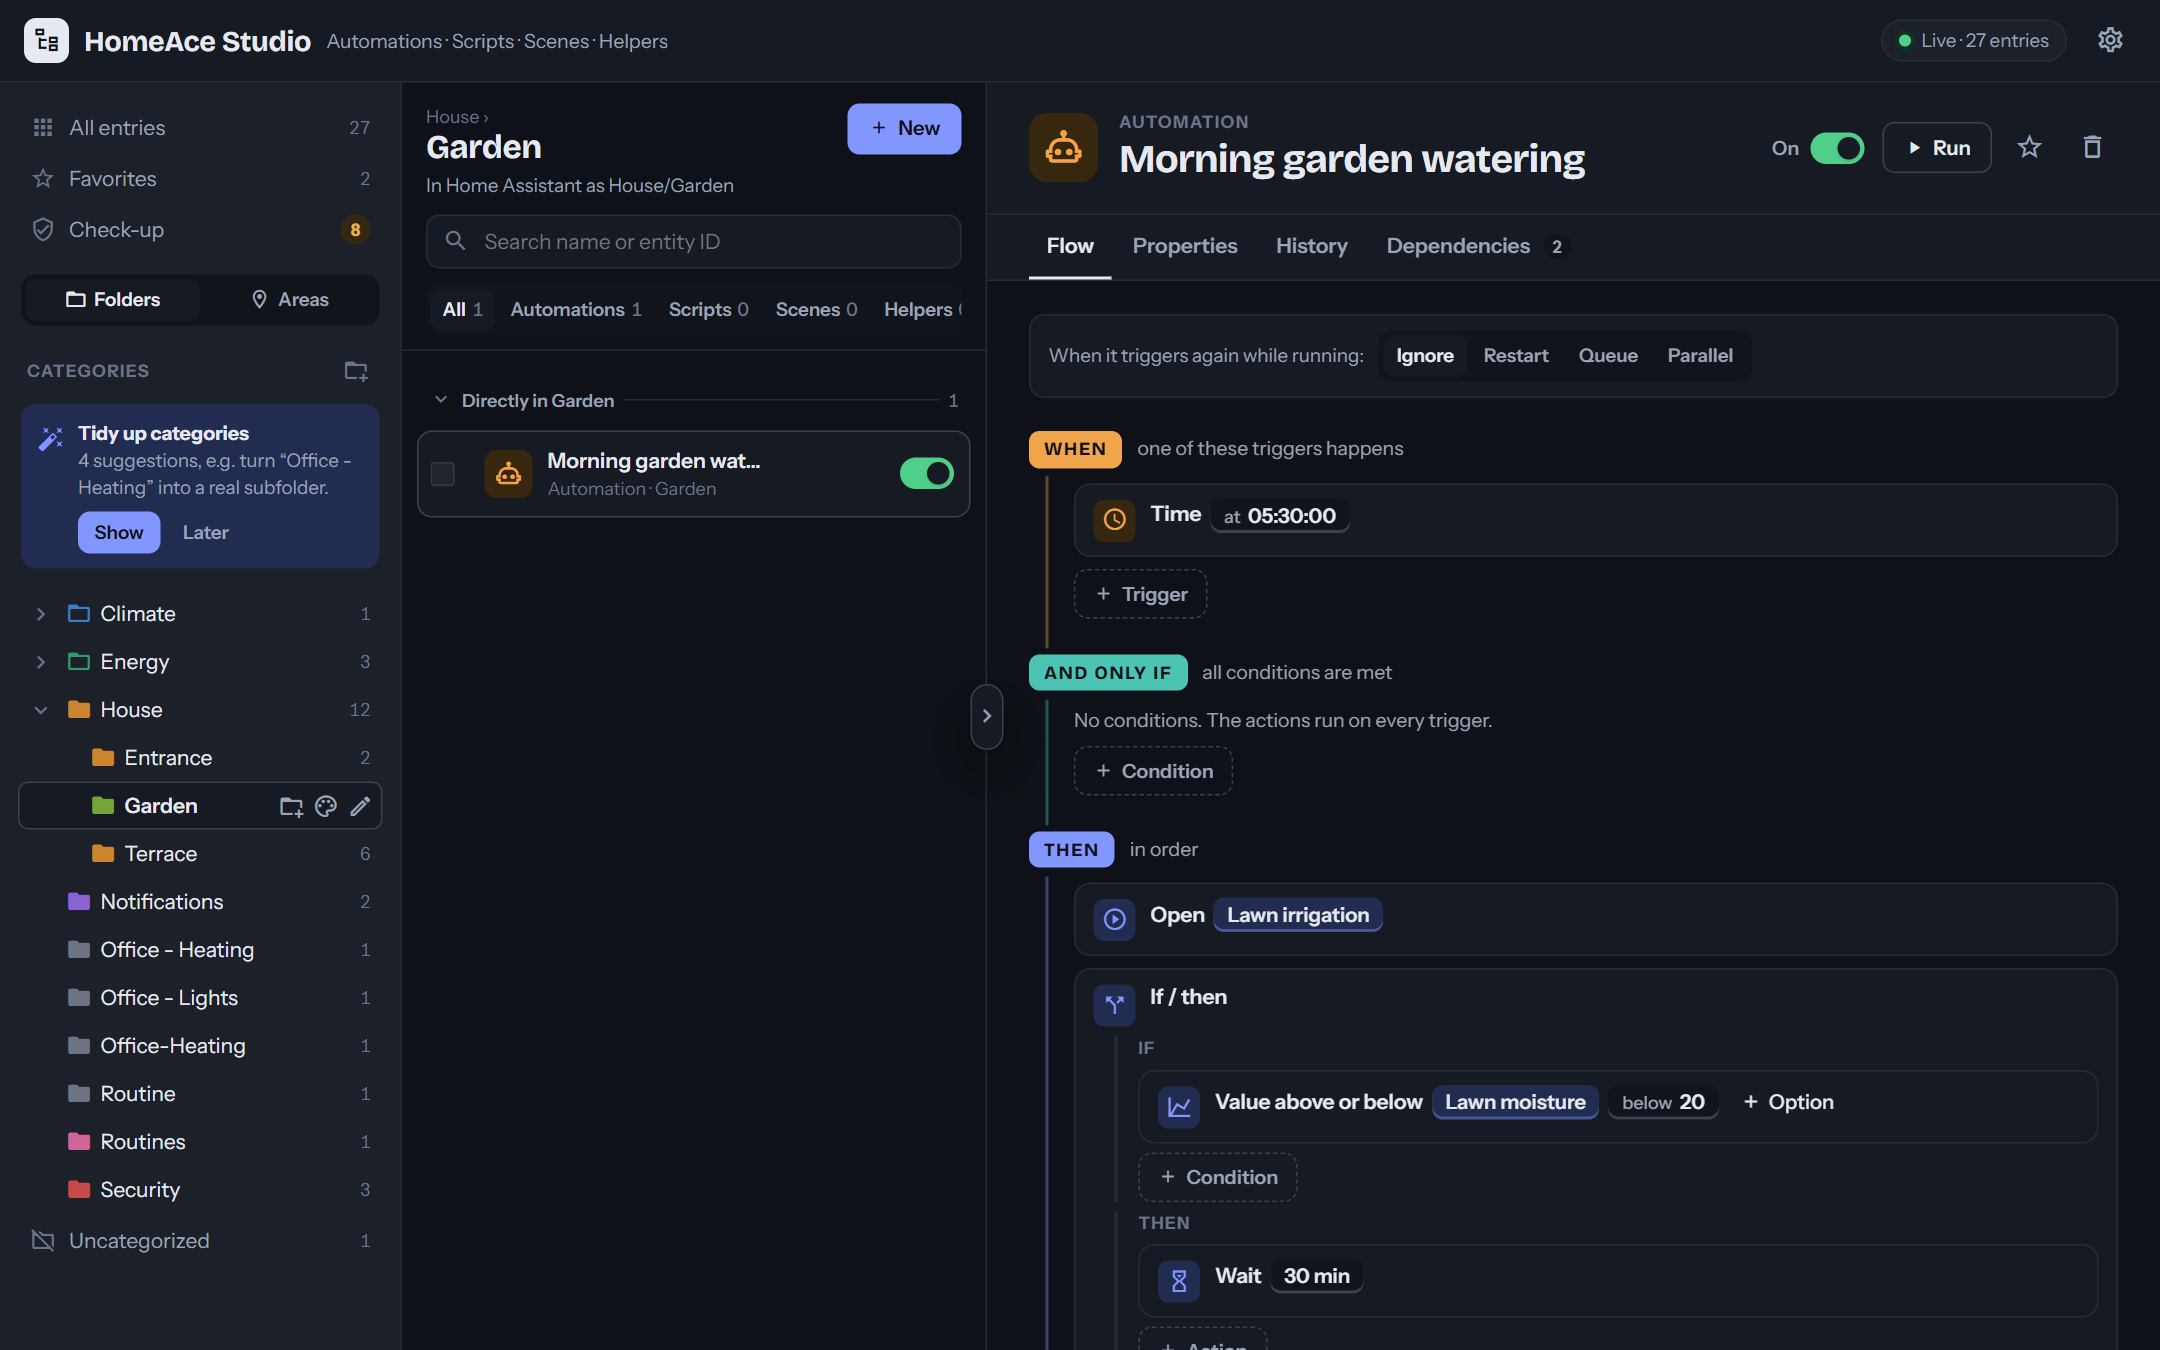 HomeAce Studio
Automations · Scripts · Scenes · Helpers
Live · 27 entries
All entries 27
Favorites 2
Check-up 8
Folders Areas
CATEGORIES
Tidy up categories
4 suggestions, e.g. turn “Office -
Heating” into a real subfolder.
Show Later
Climate 1
Energy 3
House 12
Entrance 2
Garden
Terrace 6
Notifications 2
Office - Heating 1
Office - Lights 1
Office-Heating 1
Routine 1
Routines 1
Security 3
Uncategorized 1
House ›
Garden
+ New
In Home Assistant as House/Garden
Search name or entity ID
All 1 Automations 1 Scripts 0 Scenes 0 Helpers
Directly in Garden 1
Morning garden wat...
Automation · Garden
AUTOMATION
Morning garden watering
On Run
Flow Properties History Dependencies 2
When it triggers again while running: Ignore Restart Queue Parallel
WHEN one of these triggers happens
Time at 05:30:00
+ Trigger
AND ONLY IF all conditions are met
No conditions. The actions run on every trigger.
+ Condition
THEN in order
Open Lawn irrigation
If / then
IF
Value above or below Lawn moisture below 20 + Option
+ Condition
THEN
Wait 30 min
+ Action